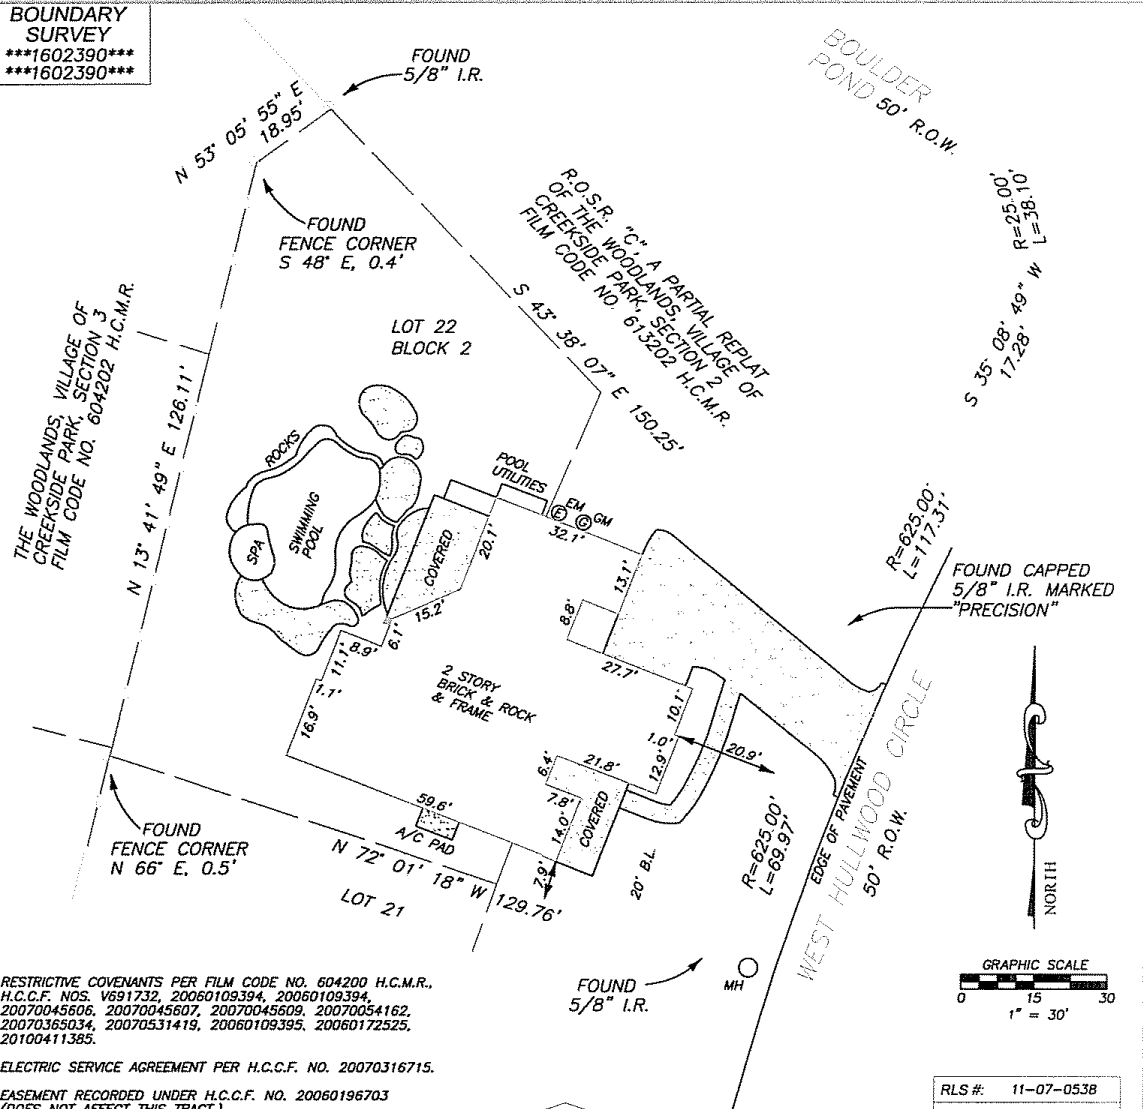 BOUNDARY
SURVEY
***1602390***
***1602390***
FOUND
5/8" I.R.
BOULDER
POND 50' R.O.W.
N 53° 05' 55" E
18.95'
FOUND
FENCE CORNER
S 48° E, 0.4'
R.O.S.R. "C", A PARTIAL REPLAT
OF THE WOODLANDS, VILLAGE OF
CREEKSIDE PARK, SECTION 2
FILM CODE NO. 613202 H.C.M.R.
R=25.00'
L=38.10'
S 35° 08' 49" W
17.28'
S 43° 38' 07" E 150.25'
LOT 22
BLOCK 2
THE WOODLANDS, VILLAGE OF
CREEKSIDE PARK, SECTION 3
FILM CODE NO. 604202 H.C.M.R.
N 13° 41' 49" E 126.11'
ROCKS
SWIMMING
POOL
SPA
POOL
UTILITIES
E EM
G GM
COVERED
20.1'
32.1'
13.1'
8.8'
15.2'
6.1'
8.9'
11.1'
1.1'
16.9'
27.7'
2 STORY
BRICK & ROCK
& FRAME
10.1'
1.0'
20.9'
12.9'
21.8'
6.4'
7.8'
14.0'
COVERED
59.6'
A/C PAD
7.9'
R=625.00'
L=117.31'
FOUND CAPPED
5/8" I.R. MARKED
"PRECISION"
FOUND
FENCE CORNER
N 66° E, 0.5'
N 72° 01' 18" W 129.76'
LOT 21
20' B.L.
R=625.00'
L=69.97'
EDGE OF PAVEMENT
WEST HULLWOOD CIRCLE
50' R.O.W.
NORTH
FOUND
5/8" I.R.
MH
GRAPHIC SCALE
0 15 30
1" = 30'
RESTRICTIVE COVENANTS PER FILM CODE NO. 604200 H.C.M.R.,
H.C.C.F. NOS. V691732, 20060109394, 20060109394,
20070045606, 20070045607, 20070045609, 20070054162,
20070365034, 20070531419, 20060109395, 20060172525,
20100411385.
ELECTRIC SERVICE AGREEMENT PER H.C.C.F. NO. 20070316715.
EASEMENT RECORDED UNDER H.C.C.F. NO. 20060196703
(DOES NOT AFFECT THIS TRACT.)
RLS #: 11-07-0538